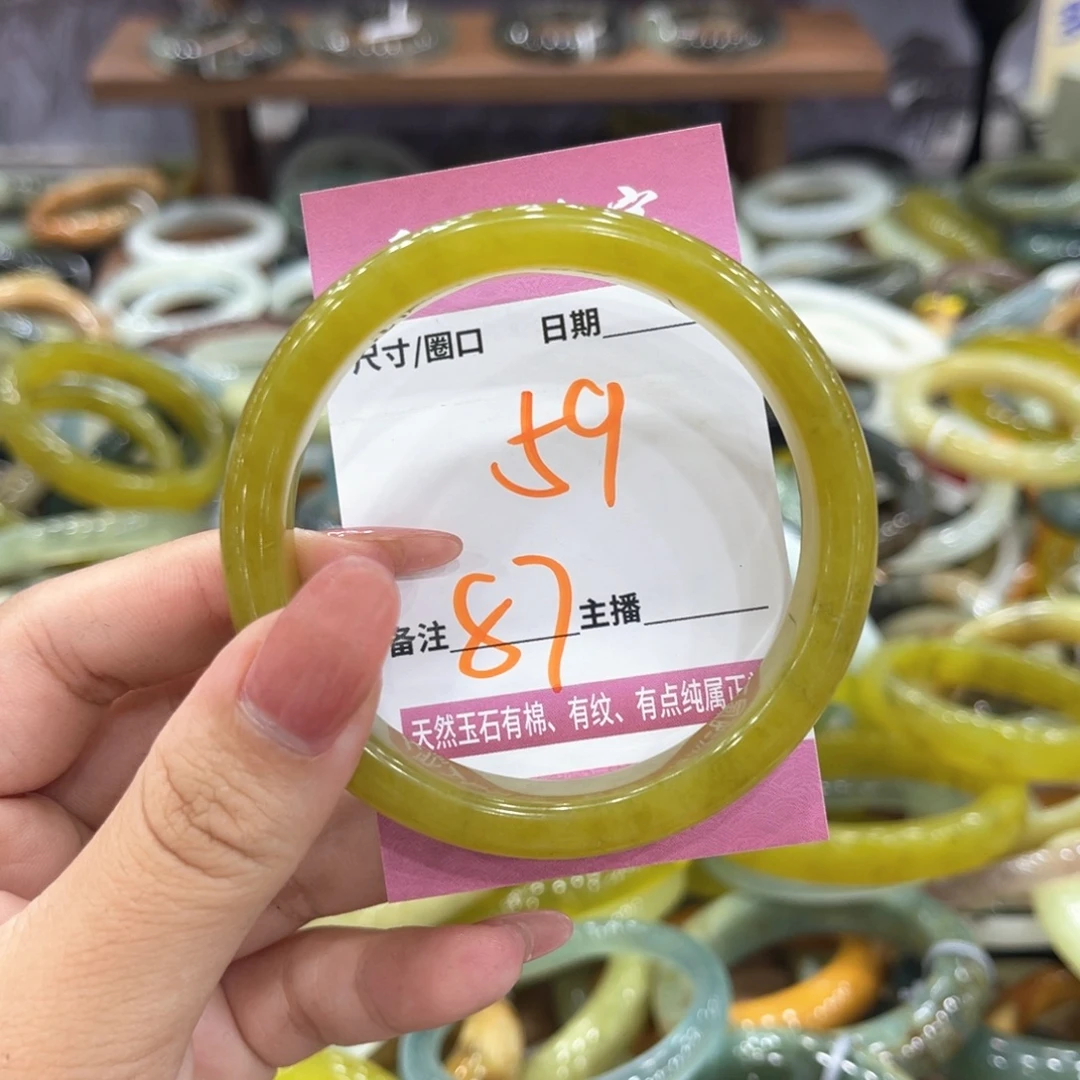 尺寸/圈口 日期
59
87
备注 主播
天然玉石有棉、有纹、有点纯属正